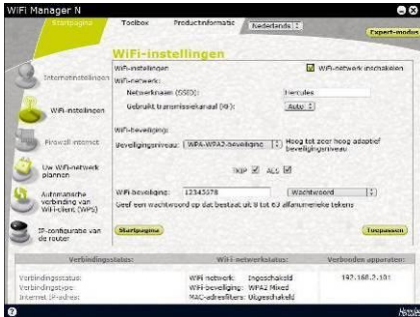 WiFi Manager N
Startpagina Toolbox Productinformatie Nederlands
Expert-modus
WiFi-instellingen
Internetinstellingen
WiFi-instellingen
Firewall internet
Uw WiFi-netwerk plannen
Automatische verbinding van WiFi-client (WPS)
IP-configuratie van de router
WiFi-instellingen WiFi-netwerk inschakelen
WiFi-netwerk:
Netwerknaam (SSID): Hercules
Gebruikt transmissiekanaal (RF): Auto
WiFi-beveiliging:
Beveiligingsniveau: WPA-WPA2-beveiliging Hoog tot zeer hoog adaptief beveiligingsniveau
TKIP AES
WiFi-beveiliging: 12345678 Wachtwoord
Geef een wachtwoord op dat bestaat uit 8 tot 63 alfanumerieke tekens
Startpagina Toepassen
Verbindingsstatus: WiFi-netwerkstatus: Verbonden apparaten:
Verbindingsstatus: WiFi-netwerk: Ingeschakeld 192.168.2.101
Verbindingstype: WiFi-beveiliging: WPA2 Mixed
Internet IP-adres: MAC-adresfilters: Uitgeschakeld
Hercules